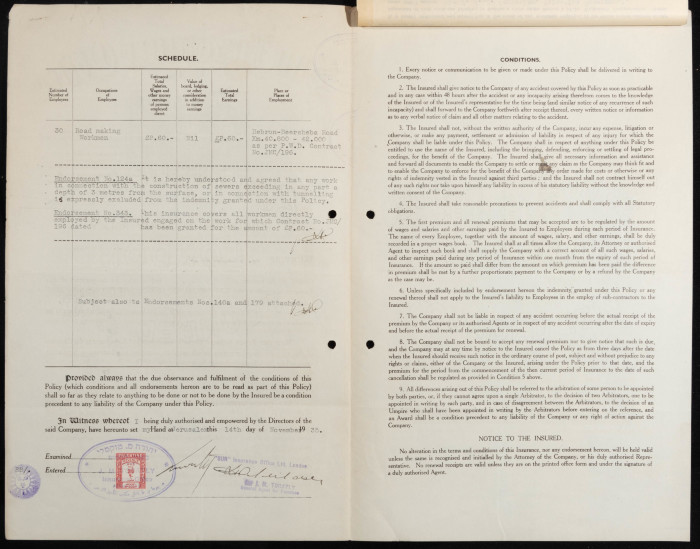 SCHEDULE.
Estimated Number of Employees
Occupations of Employees
Estimated Total Salaries, Wages and other money earnings
Value of board, lodging, or other consideration in addition to money earnings
Estimated Total Earnings
Place or Places of Employment
30 Road making Workmen LP.60.- Nil LP.60.- Hebron-Beersheba Road
Km.40,600 - 42,000
as per P.W.D. Contract
Endorsement No.124a It is hereby understood and agreed that any work
in connection with the construction of sewers exceeding in any part a
depth of 3 metres from the surface, or in connection with tunnelling
is expressly excluded from the indemnity granted under this Policy.
Endorsement No.545. This insurance covers all workmen directly
employed by the Insured engaged on the work for which Contract No.
196 dated has been granted for the amount of LP.60.-
Subject also to Endorsements Nos.146a and 179 attached.
Provided always that the due observance and fulfilment of the conditions of this
Policy (which conditions and all endorsements hereon are to be read as part of this Policy)
shall so far as they relate to anything to be done or not to be done by the Insured be a condition
precedent to any liability of the Company under this Policy.
In Witness whereof I being duly authorised and empowered by the Directors of the
said Company, have hereunto set my Hand at Jerusalem this 14th day of November
Examined
Entered
CONDITIONS.
1. Every notice or communication to be given or made under this Policy shall be delivered in writing to
the Company.
2. The Insured shall give notice to the Company of any accident covered by this Policy as soon as practicable
and in any case within 48 hours after the accident or any incapacity arising therefrom comes to the knowledge
of the Insured or of the Insured's representative for the time being (and similar notice of any recurrence of such
incapacity) and shall forward to the Company forthwith after receipt thereof, every written notice or information
as to any verbal notice of claim and all other matters relating to the accident.
3. The Insured shall not, without the written authority of the Company, incur any expense, litigation or
otherwise, or make any payment, settlement or admission of liability in respect of any injury for which the
Company shall be liable under this Policy. The Company shall in respect of anything under this Policy be
entitled to use the name of the Insured, including the bringing, defending, enforcing or settling of legal pro-
ceedings, for the benefit of the Company. The Insured shall give all necessary information and assistance
and forward all documents to enable the Company to settle or resist any claim as the Company may think fit and
to enable the Company to enforce for the benefit of the Company any order made for costs or otherwise or any
rights of indemnity vested in the Insured against third parties; and the Insured shall not contract himself out
of any such rights nor take upon himself any liability in excess of his statutory liability without the knowledge and
written consent of the Company.
4. The Insured shall take reasonable precautions to prevent accidents and shall comply with all Statutory
obligations.
5. The first premium and all renewal premiums that may be accepted are to be regulated by the amount
of wages and salaries and other earnings paid by the Insured to Employees during each period of Insurance.
The name of every Employee, together with the amount of wages, salary, and other earnings, shall be duly
recorded in a proper wages book. The Insured shall at all times allow the Company, its Attorney or authorised
Agent to inspect such book and shall supply the Company with a correct account of all such wages, salaries,
and other earnings paid during any period of Insurance within one month from the expiry of such period of
Insurance. If the amount so paid shall differ from the amount on which premium has been paid the difference
in premium shall be met by a further proportionate payment to the Company or by a refund by the Company
as the case may be.
6. Unless specifically included by endorsement hereon the indemnity granted under this Policy or any
renewal thereof shall not apply to the Insured's liability to Employees in the employ of sub-contractors to the
Insured.
7. The Company shall not be liable in respect of any accident occurring before the actual receipt of the
premium by the Company or its authorised Agents or in respect of any accident occurring after the date of expiry
and before the actual receipt of the premium for renewal.
8. The Company shall not be bound to accept any renewal premium nor to give notice that such is due,
and the Company may at any time by notice to the Insured cancel the Policy as from three days after the date
when the Insured should receive such notice in the ordinary course of post, subject and without prejudice to any
rights or claims, either of the Company or the Insured, arising under the Policy prior to that date, and the
premium for the period from the commencement of the then current period of Insurance to the date of such
cancellation shall be regulated as provided in Condition 5 above.
9. All differences arising out of this Policy shall be referred to the arbitration of some person to be appointed
by both parties, or, if they cannot agree upon a single Arbitrator, to the decision of two Arbitrators, one to be
appointed in writing by each party, and in case of disagreement between the Arbitrators, to the decision of an
Umpire who shall have been appointed in writing by the Arbitrators before entering on the reference, and
an Award shall be a condition precedent to any liability of the Company or any right of action against the
Company.
NOTICE TO THE INSURED.
No alteration in the terms and conditions of this Insurance, nor any endorsement hereon, will be held valid
unless the same is recognised and initialled by the Attorney of the Company, or his duly authorised Repre-
sentative. No renewal receipts are valid unless they are on the printed office form and under the signature of
a duly authorised Agent.